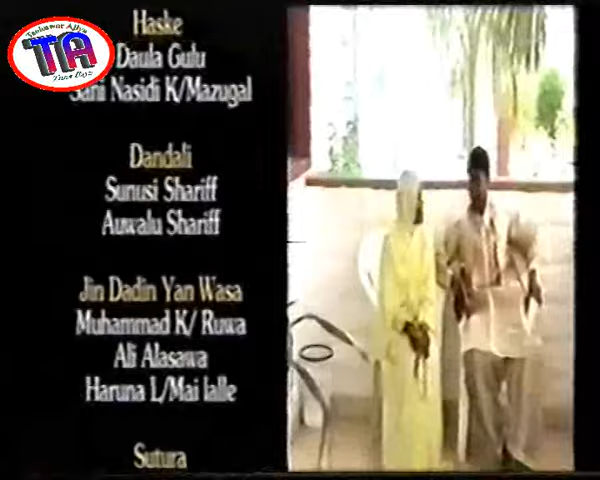 Haske
Daula Gulu
Sani Nasidi K/Mazugal
Dandali
Sunusi Shariff
Auwalu Shariff
Jin Dadin Yan Wasa
Muhammad K/ Ruwa
Ali Alasawa
Haruna L/Mai lalle
Sutura
TA